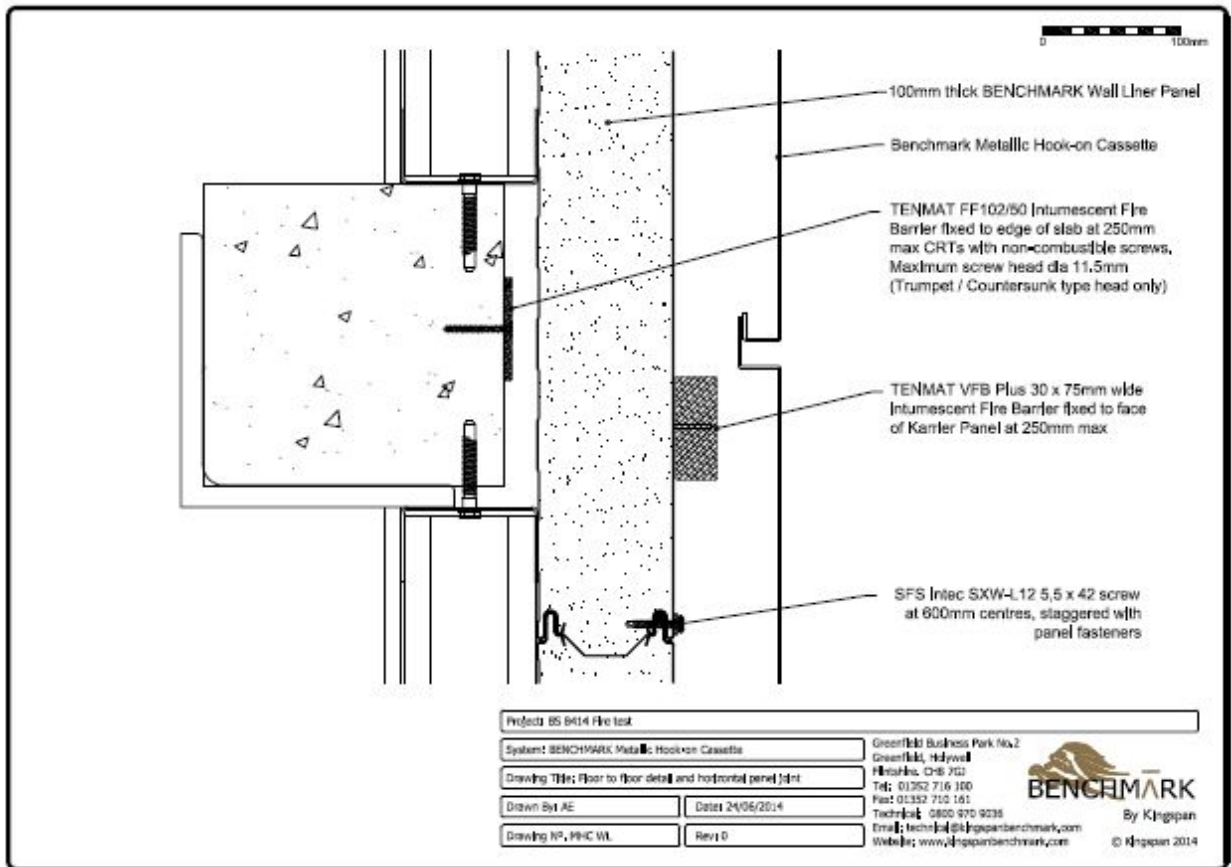 0 100mm
100mm thick BENCHMARK Wall Liner Panel
Benchmark Metallic Hook-on Cassette
TENMAT FF102/50 Intumescent Fire
Barrier fixed to edge of slab at 250mm
max CRTs with non-combustible screws.
Maximum screw head dia 11.5mm
(Trumpet / Countersunk type head only)
TENMAT VFB Plus 30 x 75mm wide
Intumescent Fire Barrier fixed to face
of Karrier Panel at 250mm max
SFS Intec SXW-L12 5,5 x 42 screw
at 600mm centres, staggered with
panel fasteners
Project: BS 8414 Fire test
System: BENCHMARK Metallic Hook-on Cassette
Drawing Title: Floor to floor detail and horizontal panel joint
Drawn By: AE
Date: 24/06/2014
Drawing Nº. MHC WL
Rev: 0
Greenfield Business Park No.2
Greenfield, Holywell
Flintshire. CH8 7GJ
Tel: 01352 716 100
Fax: 01352 710 161
Technical: 0800 970 9036
Email: technical@kingspanbenchmark.com
Website: www.kingspanbenchmark.com
BENCHMARK
By Kingspan
© Kingspan 2014